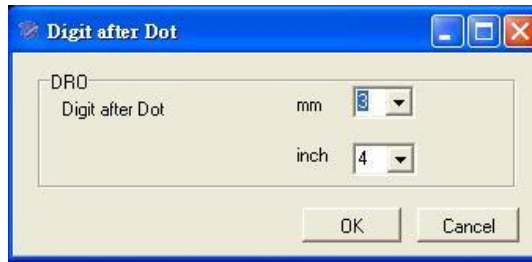 Digit after Dot
DRO
Digit after Dot mm 3
inch 4
OK Cancel